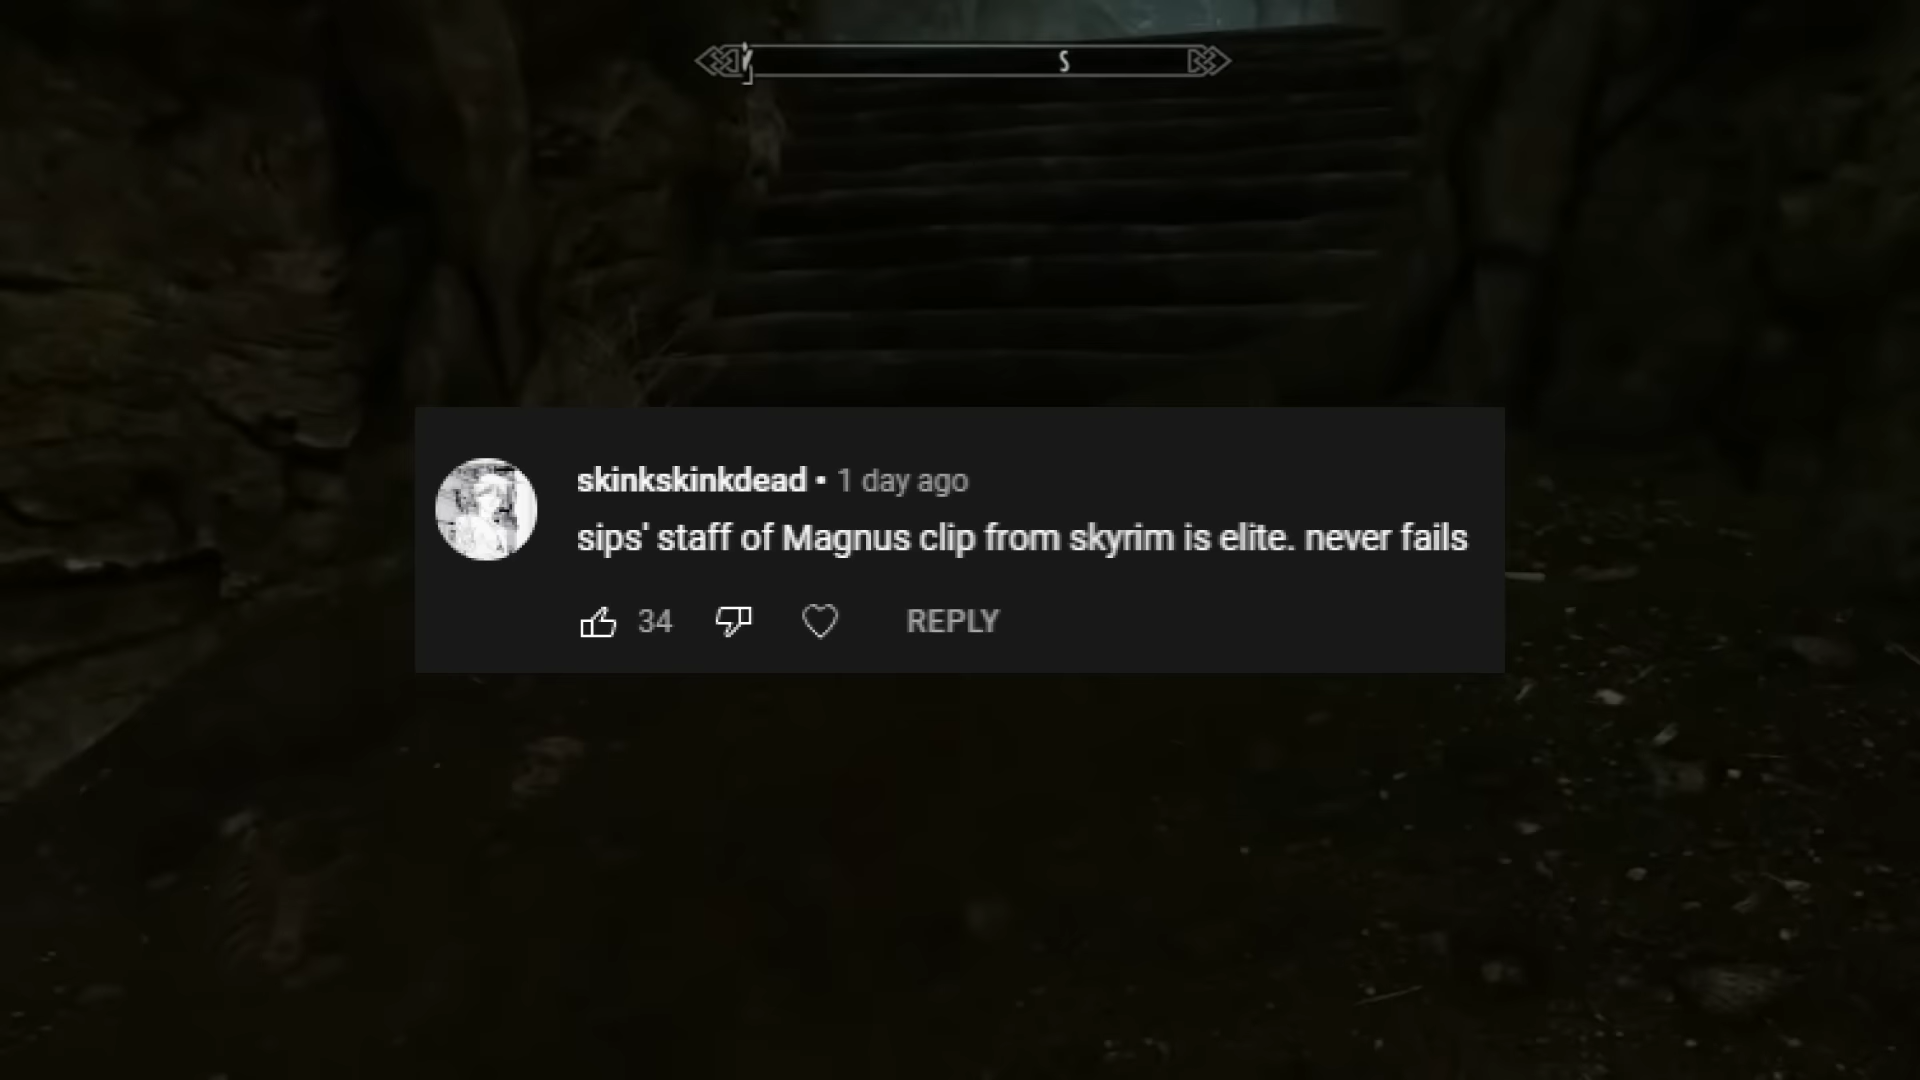 S
skinkskinkdead • 1 day ago
sips' staff of Magnus clip from skyrim is elite. never fails
34
REPLY